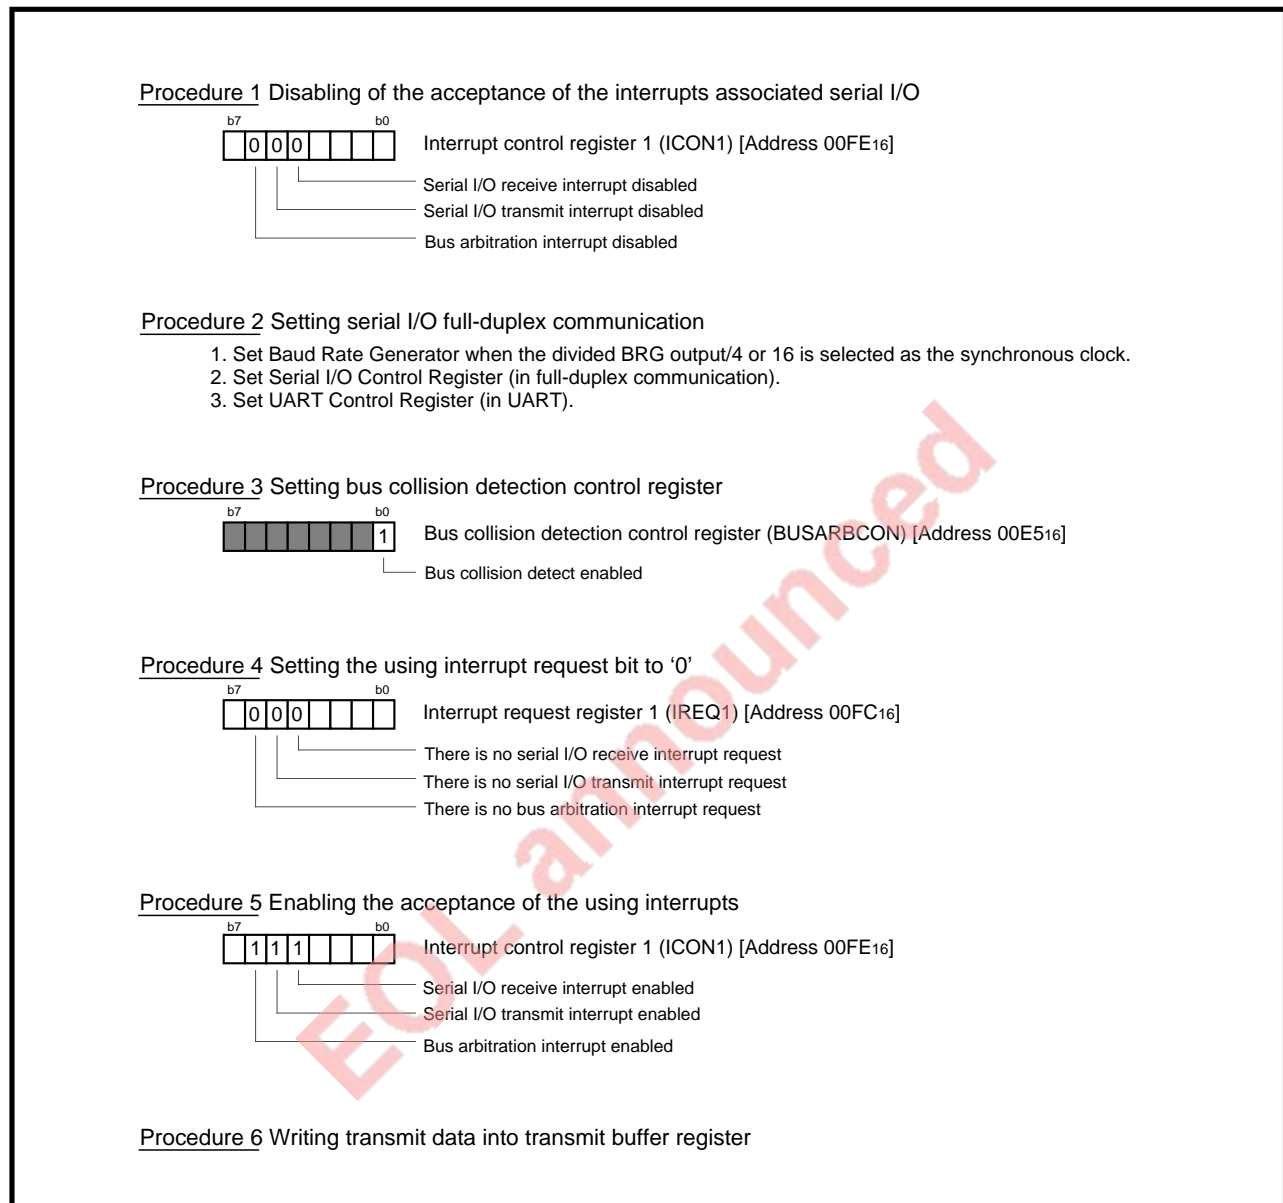 Procedure 1 Disabling of the acceptance of the interrupts associated serial I/O
b7 b0
0 0 0 Interrupt control register 1 (ICON1) [Address 00FE16]
Serial I/O receive interrupt disabled
Serial I/O transmit interrupt disabled
Bus arbitration interrupt disabled
Procedure 2 Setting serial I/O full-duplex communication
1. Set Baud Rate Generator when the divided BRG output/4 or 16 is selected as the synchronous clock.
2. Set Serial I/O Control Register (in full-duplex communication).
3. Set UART Control Register (in UART).
Procedure 3 Setting bus collision detection control register
b7 b0
1 Bus collision detection control register (BUSARBCON) [Address 00E516]
Bus collision detect enabled
Procedure 4 Setting the using interrupt request bit to ‘0’
b7 b0
0 0 0 Interrupt request register 1 (IREQ1) [Address 00FC16]
There is no serial I/O receive interrupt request
There is no serial I/O transmit interrupt request
There is no bus arbitration interrupt request
Procedure 5 Enabling the acceptance of the using interrupts
b7 b0
1 1 1 Interrupt control register 1 (ICON1) [Address 00FE16]
Serial I/O receive interrupt enabled
Serial I/O transmit interrupt enabled
Bus arbitration interrupt enabled
Procedure 6 Writing transmit data into transmit buffer register
EOL announced